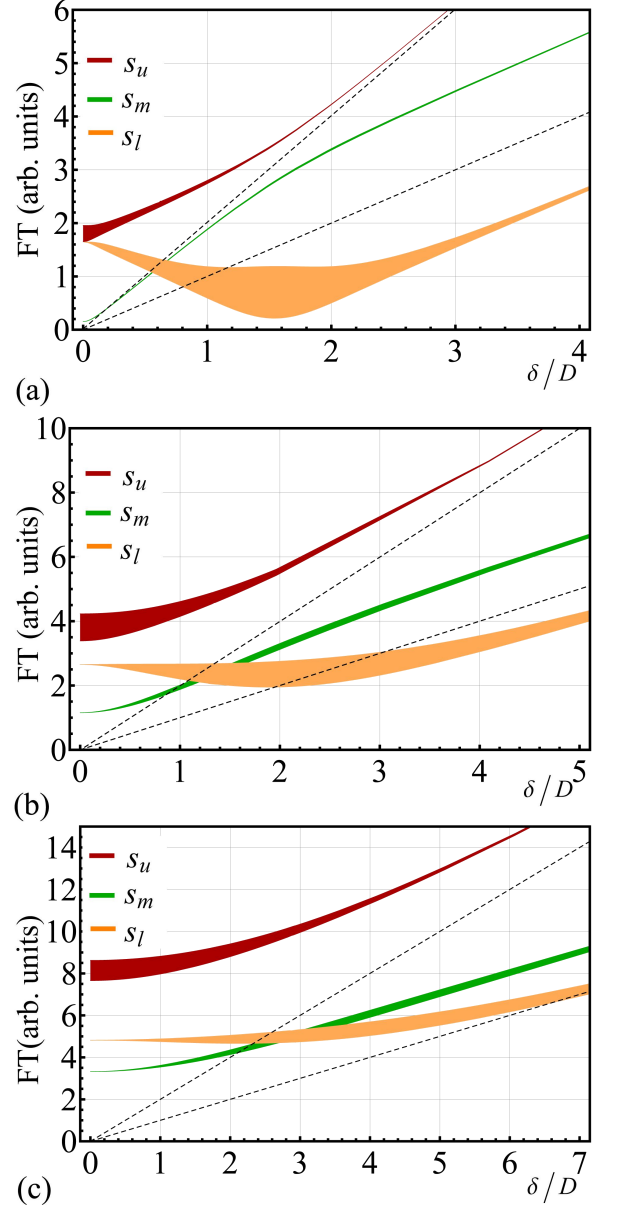 6
5
4
3
2
1
0
FT (arb. units)
s_u
s_m
s_l
0 1 2 3 4
δ/D
(a)
10
8
6
4
2
0
FT (arb. units)
s_u
s_m
s_l
0 1 2 3 4 5
δ/D
(b)
14
12
10
8
6
4
2
0
FT(arb. units)
s_u
s_m
s_l
0 1 2 3 4 5 6 7
δ/D
(c)